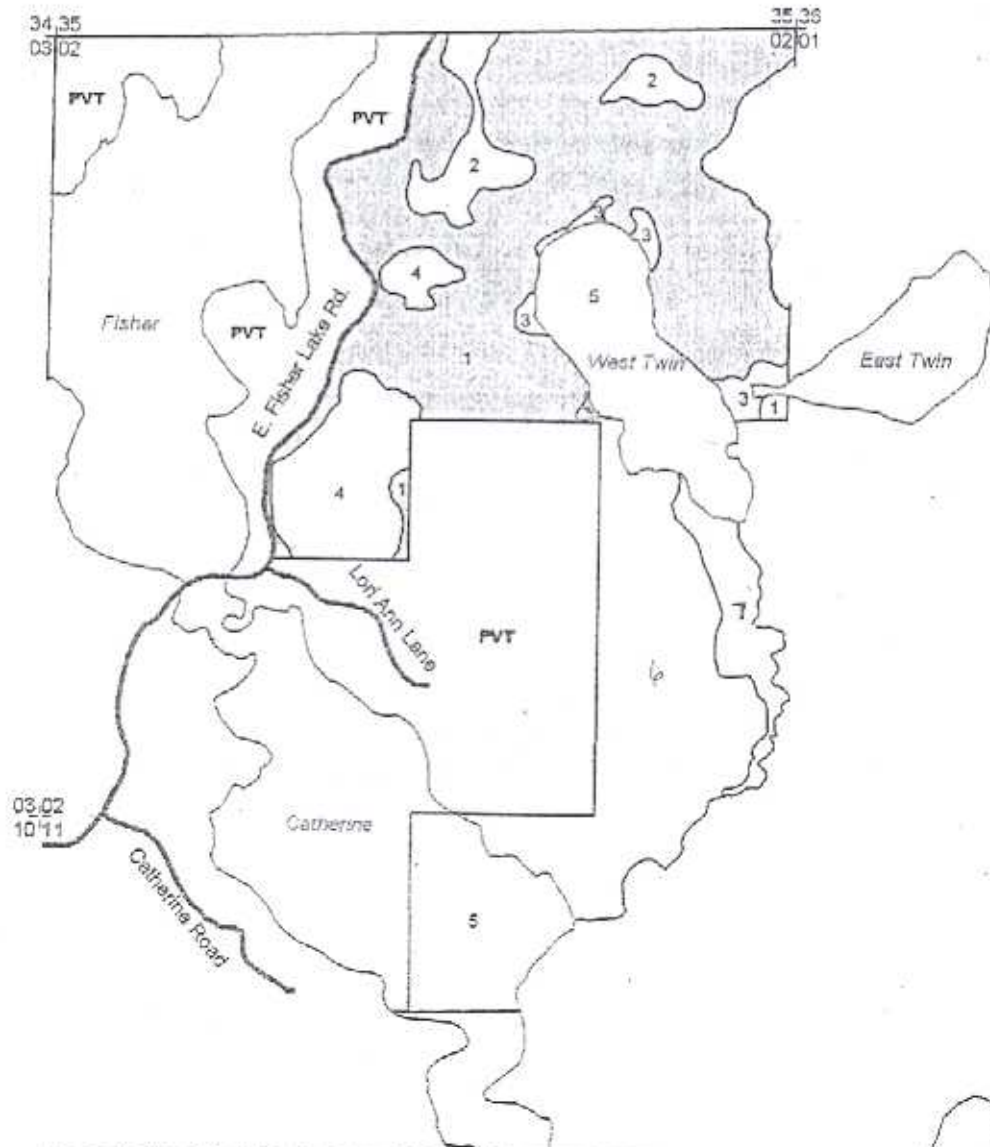 34 35
03 02
35 36
02 01
PVT
PVT
2
2
3
3
4
5
Fisher
PVT
3
E. Fisher Lake Rd.
1
West Twin
East Twin
3
1
4
1
Lori Ann Lane
PVT
7
6
03 02
10 11
Catherine
Catherine Road
5